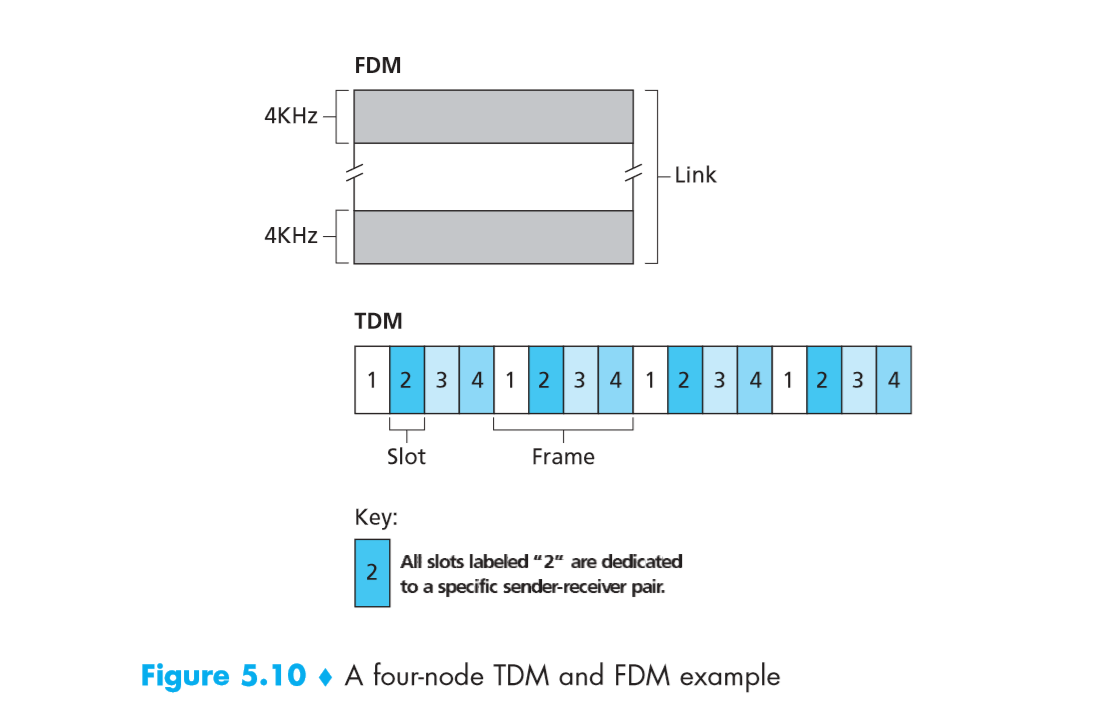 FDM
4KHz
Link
4KHz
TDM
1 2 3 4 1 2 3 4 1 2 3 4 1 2 3 4
Slot Frame
Key:
2
All slots labeled “2” are dedicated
to a specific sender-receiver pair.
Figure 5.10 ♦ A four-node TDM and FDM example